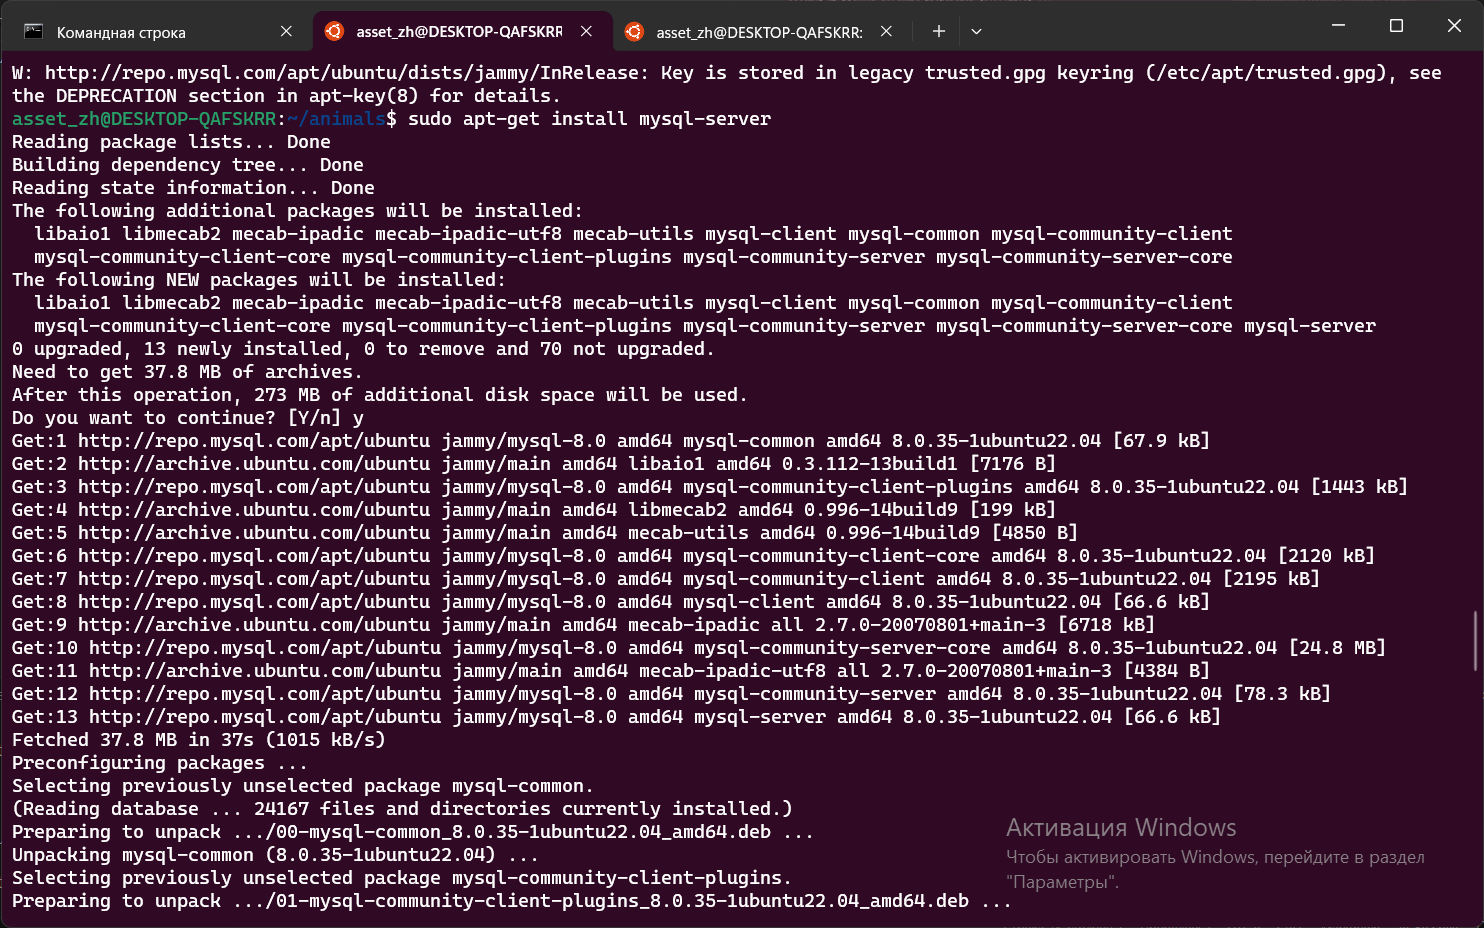 Командная строка
asset_zh@DESKTOP-QAFSKRR
asset_zh@DESKTOP-QAFSKRR:
W: http://repo.mysql.com/apt/ubuntu/dists/jammy/InRelease: Key is stored in legacy trusted.gpg keyring (/etc/apt/trusted.gpg), see
the DEPRECATION section in apt-key(8) for details.
asset_zh@DESKTOP-QAFSKRR:~/animals$ sudo apt-get install mysql-server
Reading package lists... Done
Building dependency tree... Done
Reading state information... Done
The following additional packages will be installed:
  libaio1 libmecab2 mecab-ipadic mecab-ipadic-utf8 mecab-utils mysql-client mysql-common mysql-community-client
  mysql-community-client-core mysql-community-client-plugins mysql-community-server mysql-community-server-core
The following NEW packages will be installed:
  libaio1 libmecab2 mecab-ipadic mecab-ipadic-utf8 mecab-utils mysql-client mysql-common mysql-community-client
  mysql-community-client-core mysql-community-client-plugins mysql-community-server mysql-community-server-core mysql-server
0 upgraded, 13 newly installed, 0 to remove and 70 not upgraded.
Need to get 37.8 MB of archives.
After this operation, 273 MB of additional disk space will be used.
Do you want to continue? [Y/n] y
Get:1 http://repo.mysql.com/apt/ubuntu jammy/mysql-8.0 amd64 mysql-common amd64 8.0.35-1ubuntu22.04 [67.9 kB]
Get:2 http://archive.ubuntu.com/ubuntu jammy/main amd64 libaio1 amd64 0.3.112-13build1 [7176 B]
Get:3 http://repo.mysql.com/apt/ubuntu jammy/mysql-8.0 amd64 mysql-community-client-plugins amd64 8.0.35-1ubuntu22.04 [1443 kB]
Get:4 http://archive.ubuntu.com/ubuntu jammy/main amd64 libmecab2 amd64 0.996-14build9 [199 kB]
Get:5 http://archive.ubuntu.com/ubuntu jammy/main amd64 mecab-utils amd64 0.996-14build9 [4850 B]
Get:6 http://repo.mysql.com/apt/ubuntu jammy/mysql-8.0 amd64 mysql-community-client-core amd64 8.0.35-1ubuntu22.04 [2120 kB]
Get:7 http://repo.mysql.com/apt/ubuntu jammy/mysql-8.0 amd64 mysql-community-client amd64 8.0.35-1ubuntu22.04 [2195 kB]
Get:8 http://repo.mysql.com/apt/ubuntu jammy/mysql-8.0 amd64 mysql-client amd64 8.0.35-1ubuntu22.04 [66.6 kB]
Get:9 http://archive.ubuntu.com/ubuntu jammy/main amd64 mecab-ipadic all 2.7.0-20070801+main-3 [6718 kB]
Get:10 http://repo.mysql.com/apt/ubuntu jammy/mysql-8.0 amd64 mysql-community-server-core amd64 8.0.35-1ubuntu22.04 [24.8 MB]
Get:11 http://archive.ubuntu.com/ubuntu jammy/main amd64 mecab-ipadic-utf8 all 2.7.0-20070801+main-3 [4384 B]
Get:12 http://repo.mysql.com/apt/ubuntu jammy/mysql-8.0 amd64 mysql-community-server amd64 8.0.35-1ubuntu22.04 [78.3 kB]
Get:13 http://repo.mysql.com/apt/ubuntu jammy/mysql-8.0 amd64 mysql-server amd64 8.0.35-1ubuntu22.04 [66.6 kB]
Fetched 37.8 MB in 37s (1015 kB/s)
Preconfiguring packages ...
Selecting previously unselected package mysql-common.
(Reading database ... 24167 files and directories currently installed.)
Preparing to unpack .../00-mysql-common_8.0.35-1ubuntu22.04_amd64.deb ...
Unpacking mysql-common (8.0.35-1ubuntu22.04) ...
Selecting previously unselected package mysql-community-client-plugins.
Preparing to unpack .../01-mysql-community-client-plugins_8.0.35-1ubuntu22.04_amd64.deb ...
Активация Windows
Чтобы активировать Windows, перейдите в раздел
"Параметры".